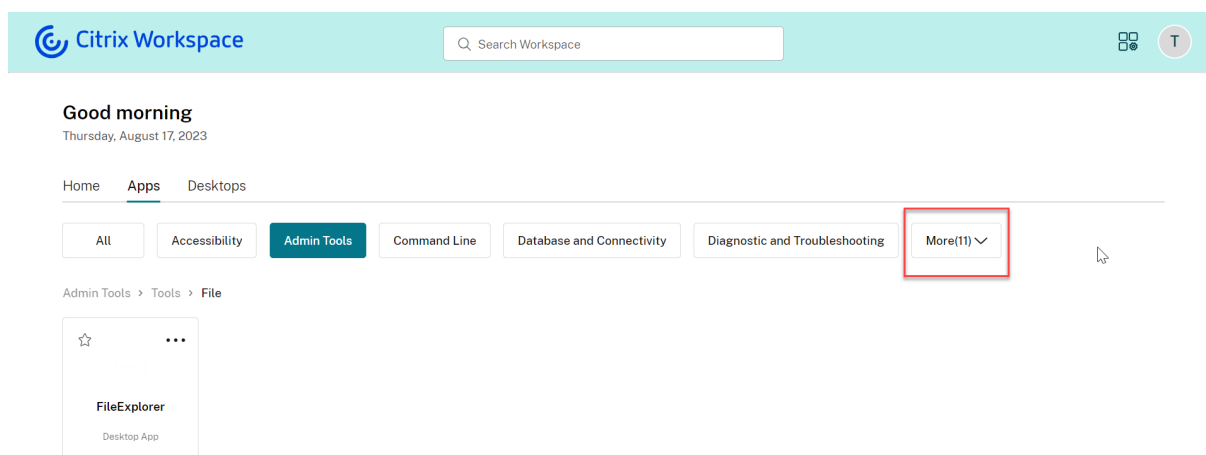 Citrix Workspace
Search Workspace
T
Good morning
Thursday, August 17, 2023
Home Apps Desktops
All Accessibility Admin Tools Command Line Database and Connectivity Diagnostic and Troubleshooting More(11)
Admin Tools > Tools > File
FileExplorer
Desktop App